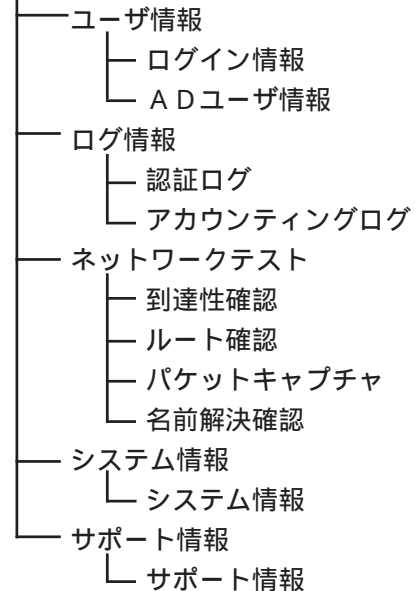 ユーザ情報
ログイン情報
ＡＤユーザ情報
ログ情報
認証ログ
アカウンティングログ
ネットワークテスト
到達性確認
ルート確認
パケットキャプチャ
名前解決確認
システム情報
システム情報
サポート情報
サポート情報